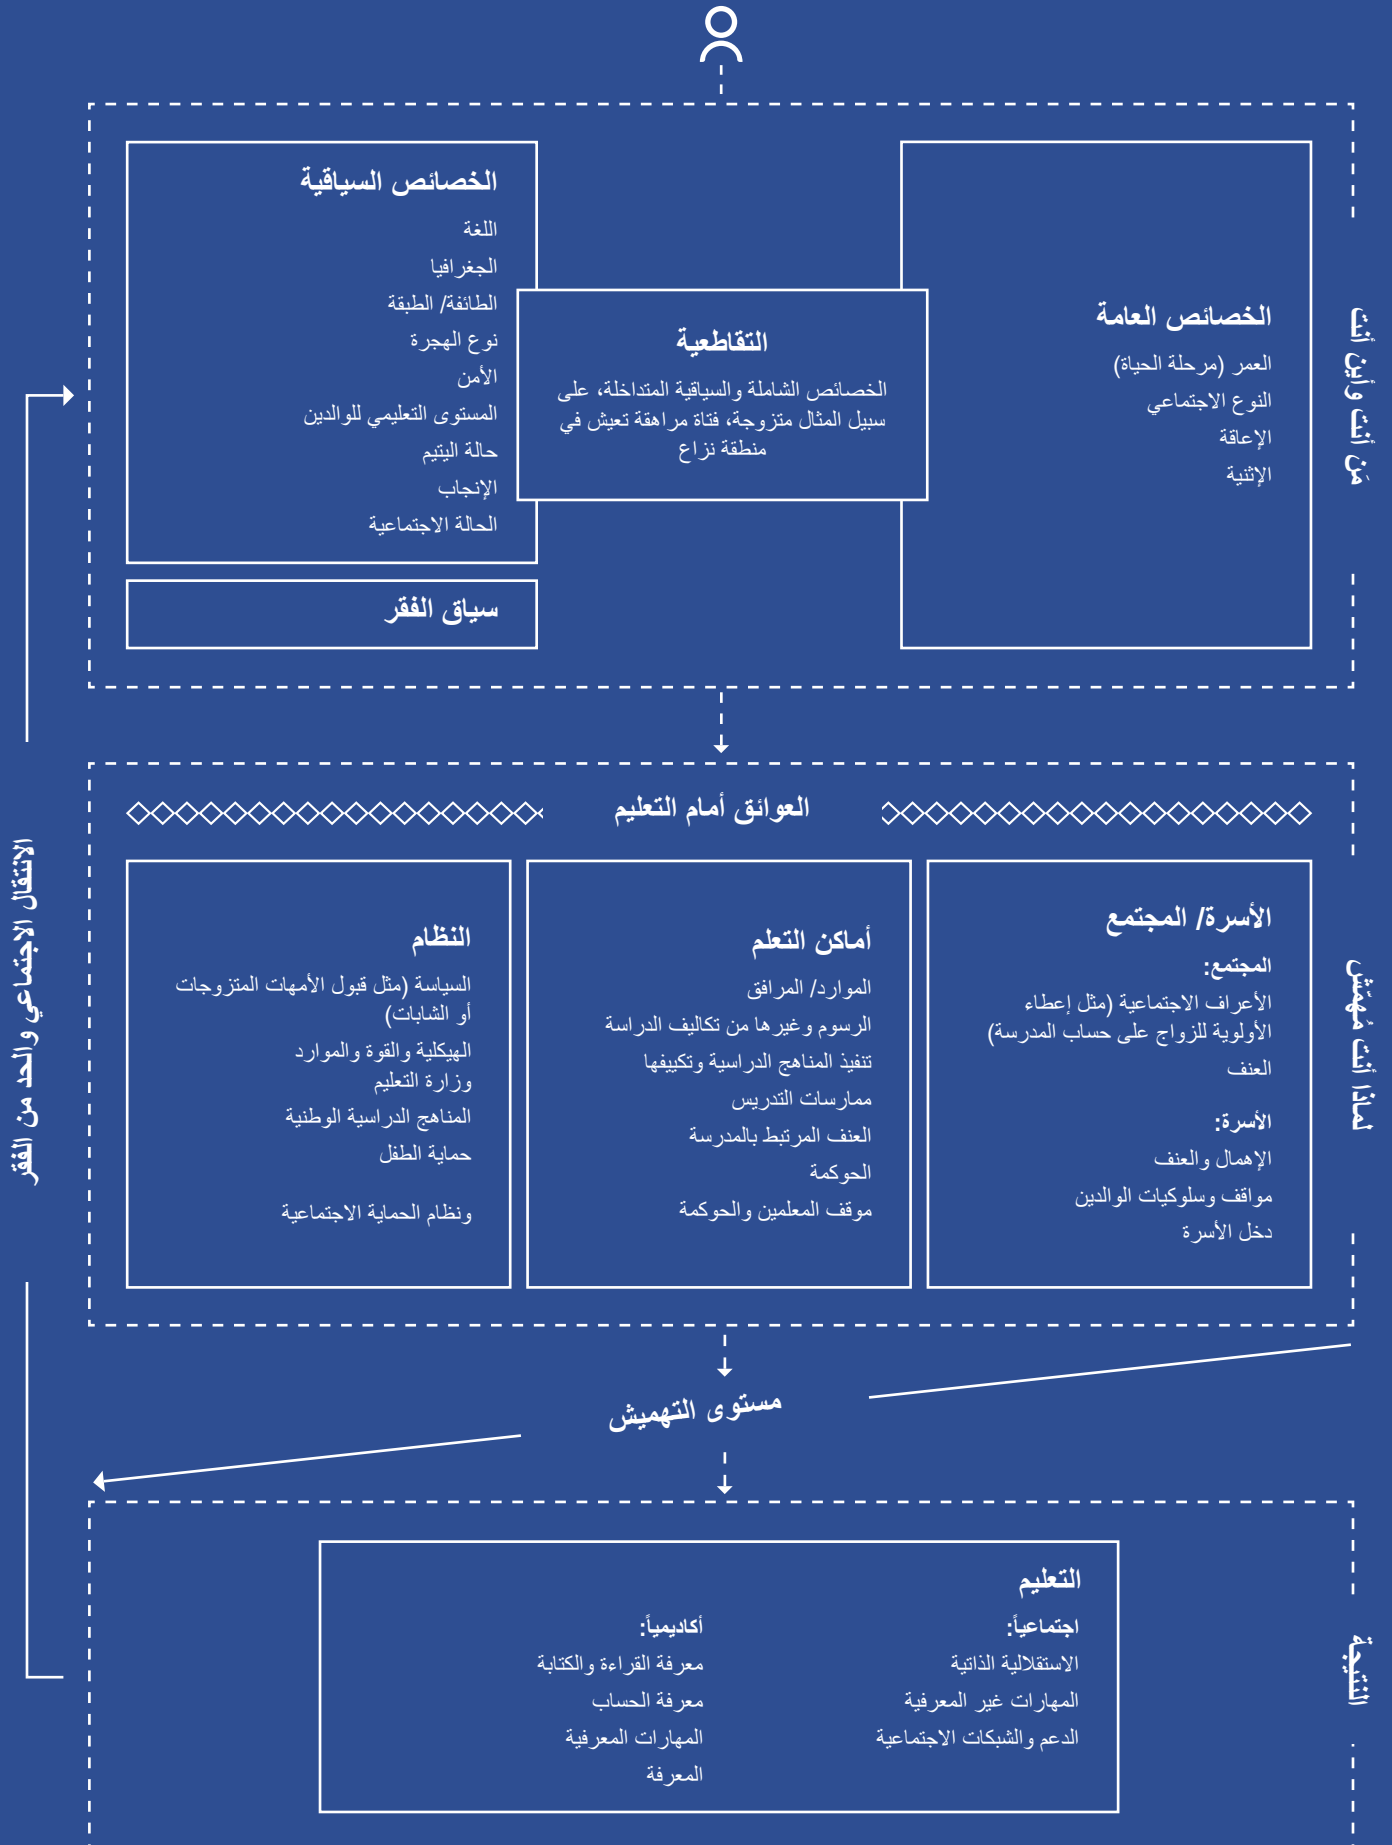 مَن أنت وأين أنت
الخصائص العامة
العمر (مرحلة الحياة)
النوع الاجتماعي
الإعاقة
الإثنية
التقاطعية
الخصائص الشاملة والسياقية المتداخلة، على
سبيل المثال متزوجة، فتاة مراهقة تعيش في
منطقة نزاع
الخصائص السياقية
اللغة
الجغرافيا
الطائفة/ الطبقة
نوع الهجرة
الأمن
المستوى التعليمي للوالدين
حالة اليتيم
الإنجاب
الحالة الاجتماعية
سياق الفقر
لماذا أنت مُهمّش
العوائق أمام التعليم
الأسرة/ المجتمع
المجتمع:
الأعراف الاجتماعية (مثل إعطاء
الأولوية للزواج على حساب المدرسة)
العنف
الأسرة:
الإهمال والعنف
مواقف وسلوكيات الوالدين
دخل الأسرة
أماكن التعلم
الموارد/ المرافق
الرسوم وغيرها من تكاليف الدراسة
تنفيذ المناهج الدراسية وتكييفها
ممارسات التدريس
العنف المرتبط بالمدرسة
الحوكمة
موقف المعلمين والحوكمة
النظام
السياسة (مثل قبول الأمهات المتزوجات
أو الشابات)
الهيكلية والقوة والموارد
وزارة التعليم
المناهج الدراسية الوطنية
حماية الطفل
ونظام الحماية الاجتماعية
الانتقال الاجتماعي والحد من الفقر
مستوى التهميش
النتيجة
التعليم
اجتماعياً:
الاستقلالية الذاتية
المهارات غير المعرفية
الدعم والشبكات الاجتماعية
أكاديمياً:
معرفة القراءة والكتابة
معرفة الحساب
المهارات المعرفية
المعرفة